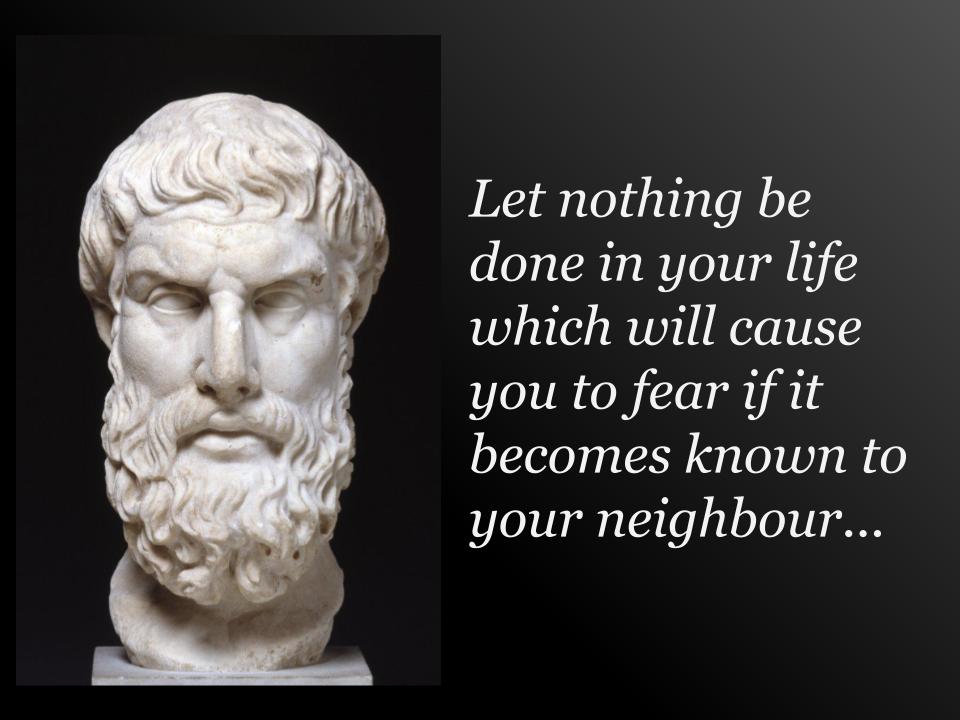 Let nothing be
done in your life
which will cause
you to fear if it
becomes known to
your neighbour...